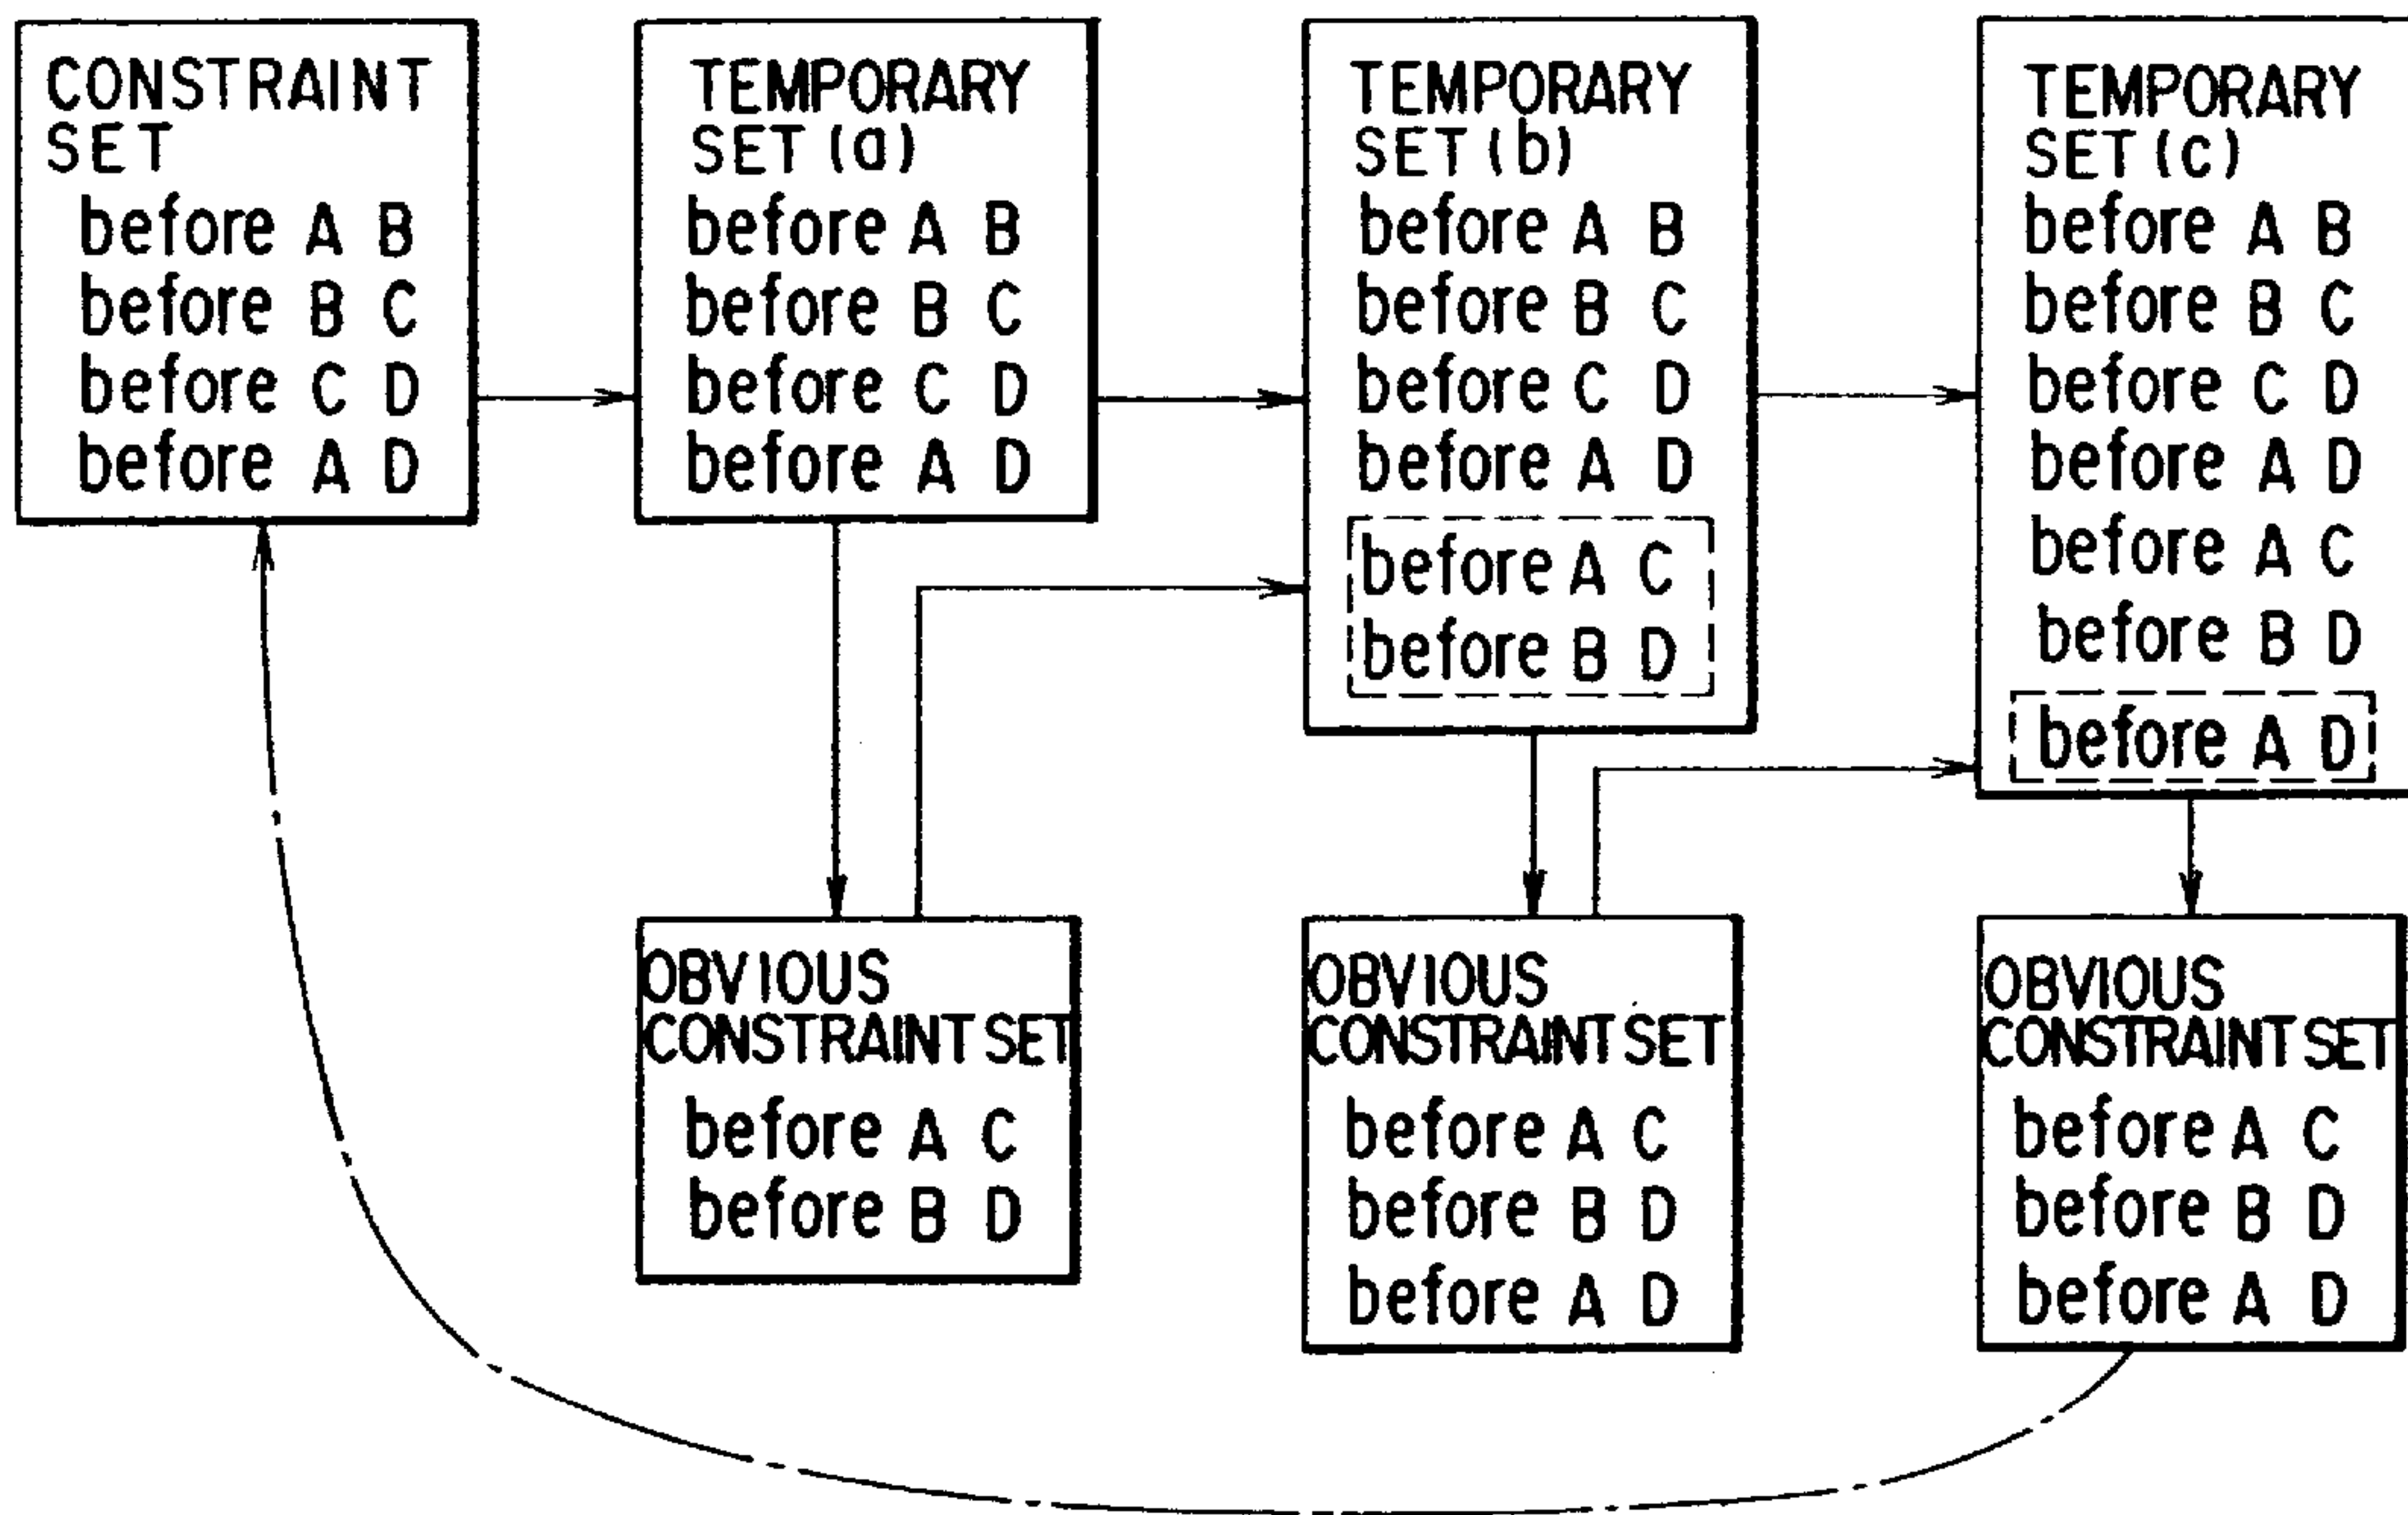 CONSTRAINT
SET
before A B
before B C
before C D
before A D
TEMPORARY
SET (a)
before A B
before B C
before C D
before A D
TEMPORARY
SET (b)
before A B
before B C
before C D
before A D
before A C
before B D
TEMPORARY
SET (c)
before A B
before B C
before C D
before A D
before A C
before B D
before A D
OBVIOUS
CONSTRAINT SET
before A C
before B D
OBVIOUS
CONSTRAINT SET
before A C
before B D
before A D
OBVIOUS
CONSTRAINT SET
before A C
before B D
before A D